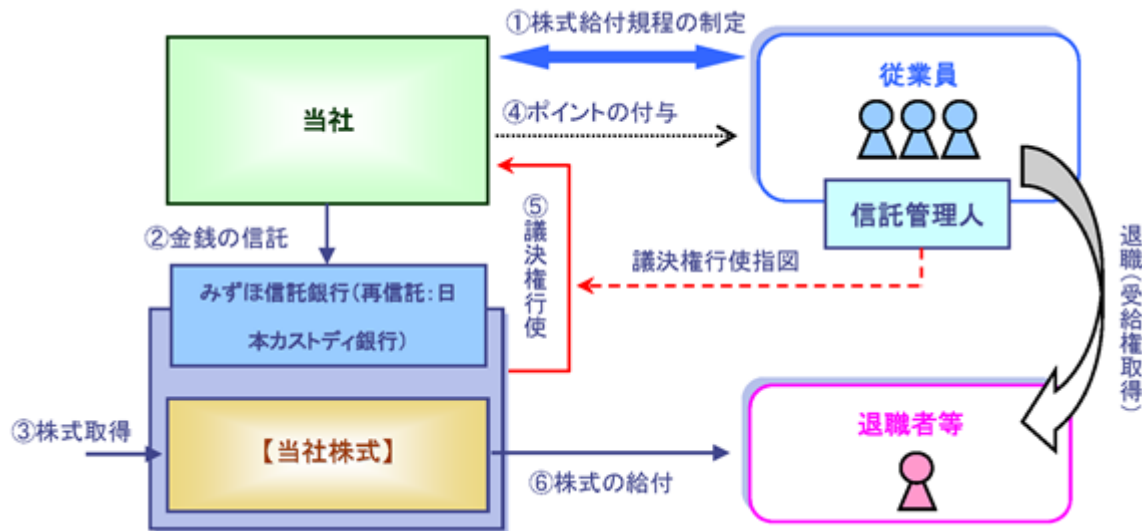 ①株式給付規程の制定
当社
従業員
④ポイントの付与
信託管理人
②金銭の信託
⑤議決権行使
議決権行使指図
退職(受給権取得)
みずほ信託銀行(再信託:日
本カストディ銀行)
③株式取得
【当社株式】
⑥株式の給付
退職者等